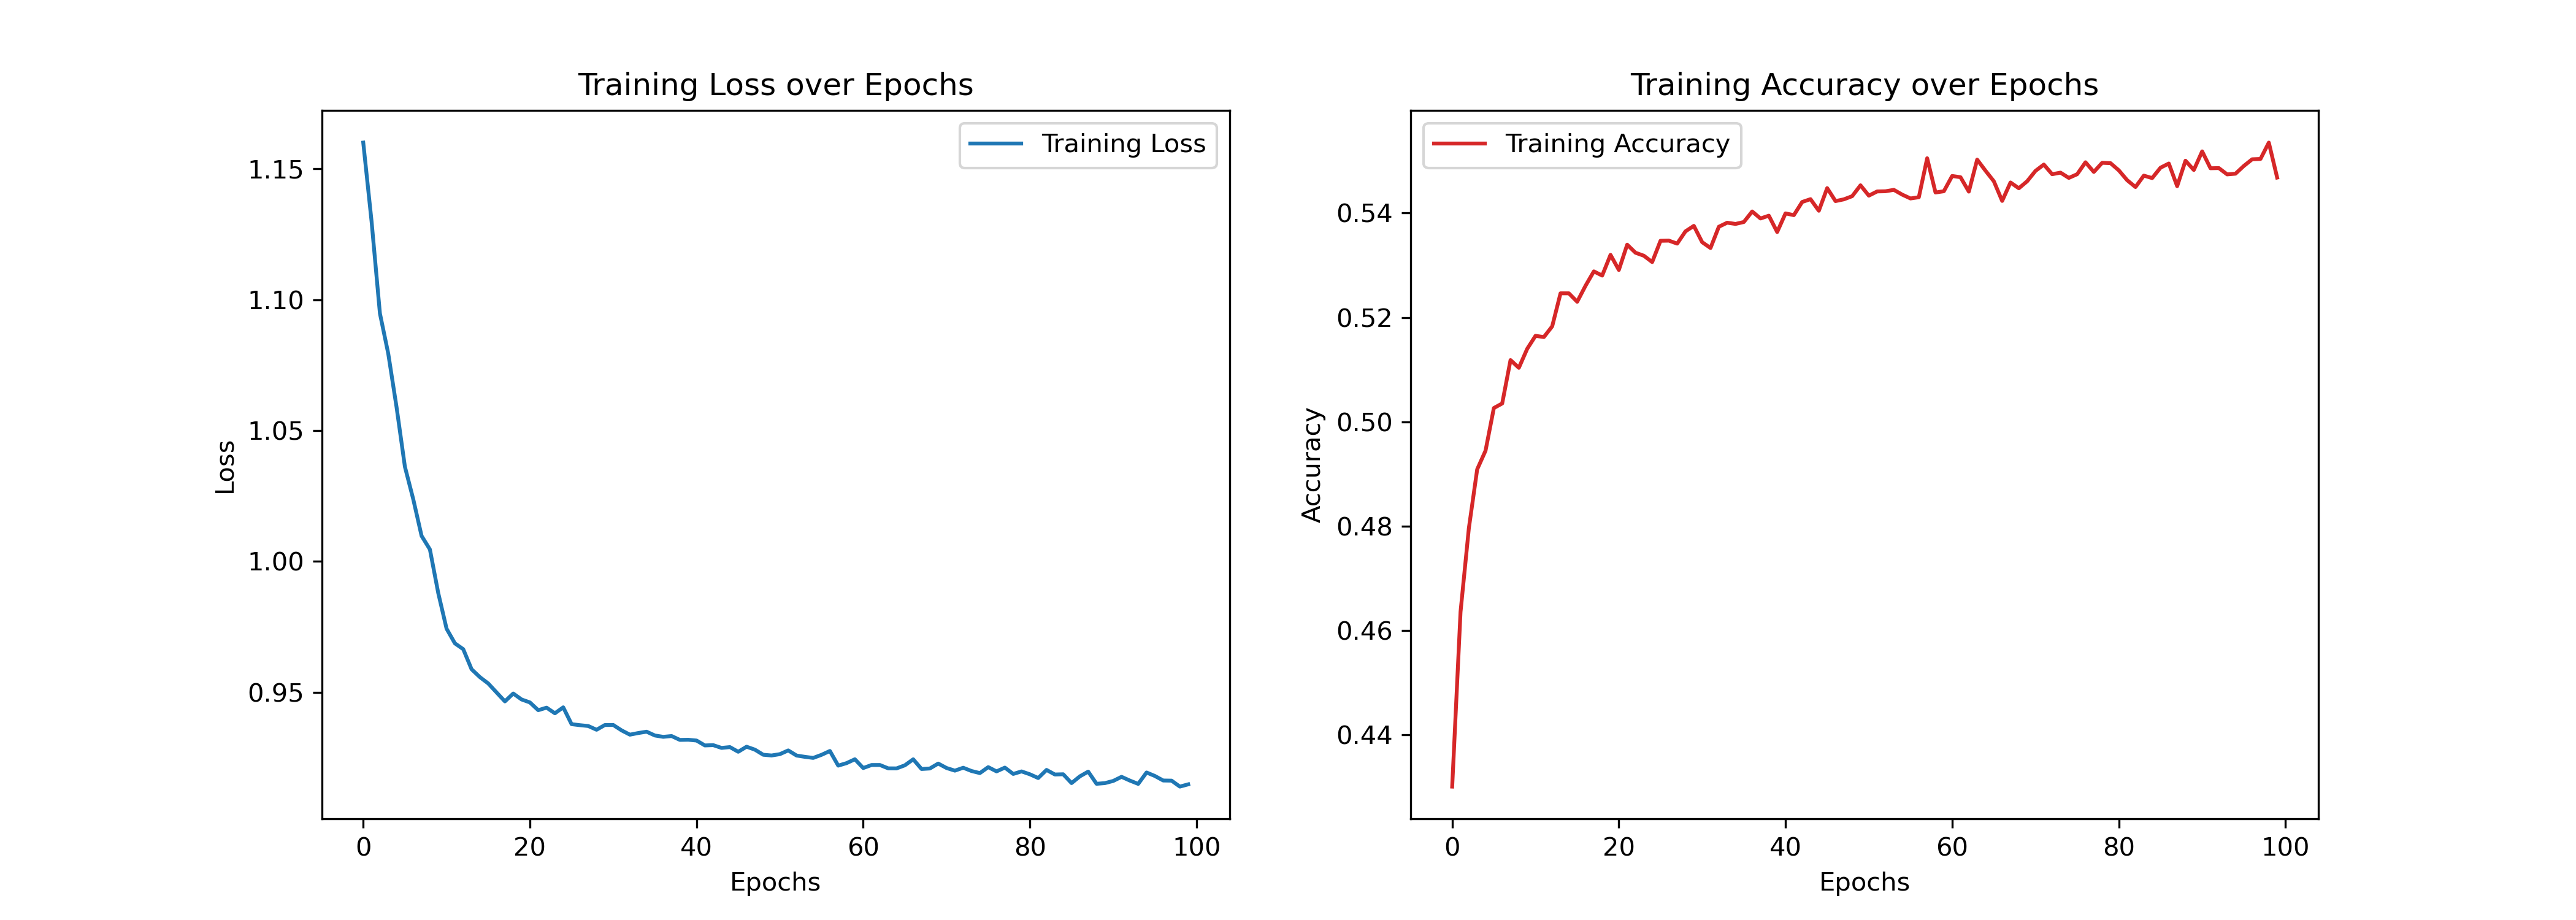 Training Loss over Epochs
Training Loss
1.15
1.10
1.05
1.00
0.95
Loss
0 20 40 60 80 100
Epochs
Training Accuracy over Epochs
Training Accuracy
0.54
0.52
0.50
0.48
0.46
0.44
Accuracy
0 20 40 60 80 100
Epochs